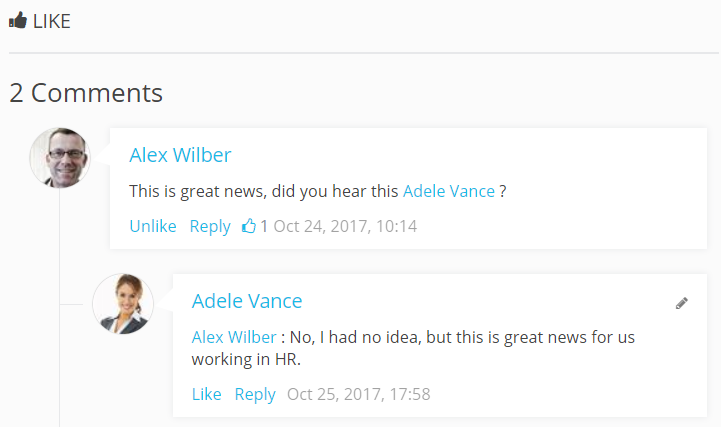 LIKE
2 Comments
Alex Wilber
This is great news, did you hear this Adele Vance ?
Unlike Reply 1 Oct 24, 2017, 10:14
Adele Vance
Alex Wilber : No, I had no idea, but this is great news for us
working in HR.
Like Reply Oct 25, 2017, 17:58